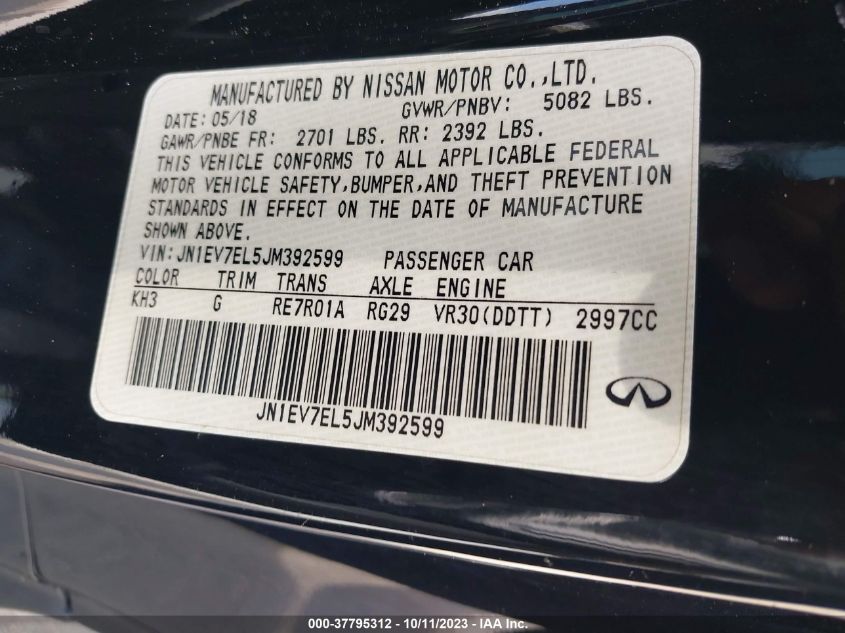 MANUFACTURED BY NISSAN MOTOR CO.,LTD.
DATE: 05/18 GVWR/PNBV: 5082 LBS.
GAWR/PNBE FR: 2701 LBS. RR: 2392 LBS.
THIS VEHICLE CONFORMS TO ALL APPLICABLE FEDERAL
MOTOR VEHICLE SAFETY,BUMPER,AND THEFT PREVENTION
STANDARDS IN EFFECT ON THE DATE OF MANUFACTURE
SHOWN ABOVE.
VIN:JN1EV7EL5JM392599 PASSENGER CAR
COLOR TRIM TRANS AXLE ENGINE
KH3 G RE7R01A RG29 VR30(DDTT) 2997CC
JN1EV7EL5JM392599
000-37795312 - 10/11/2023 - IAA Inc.